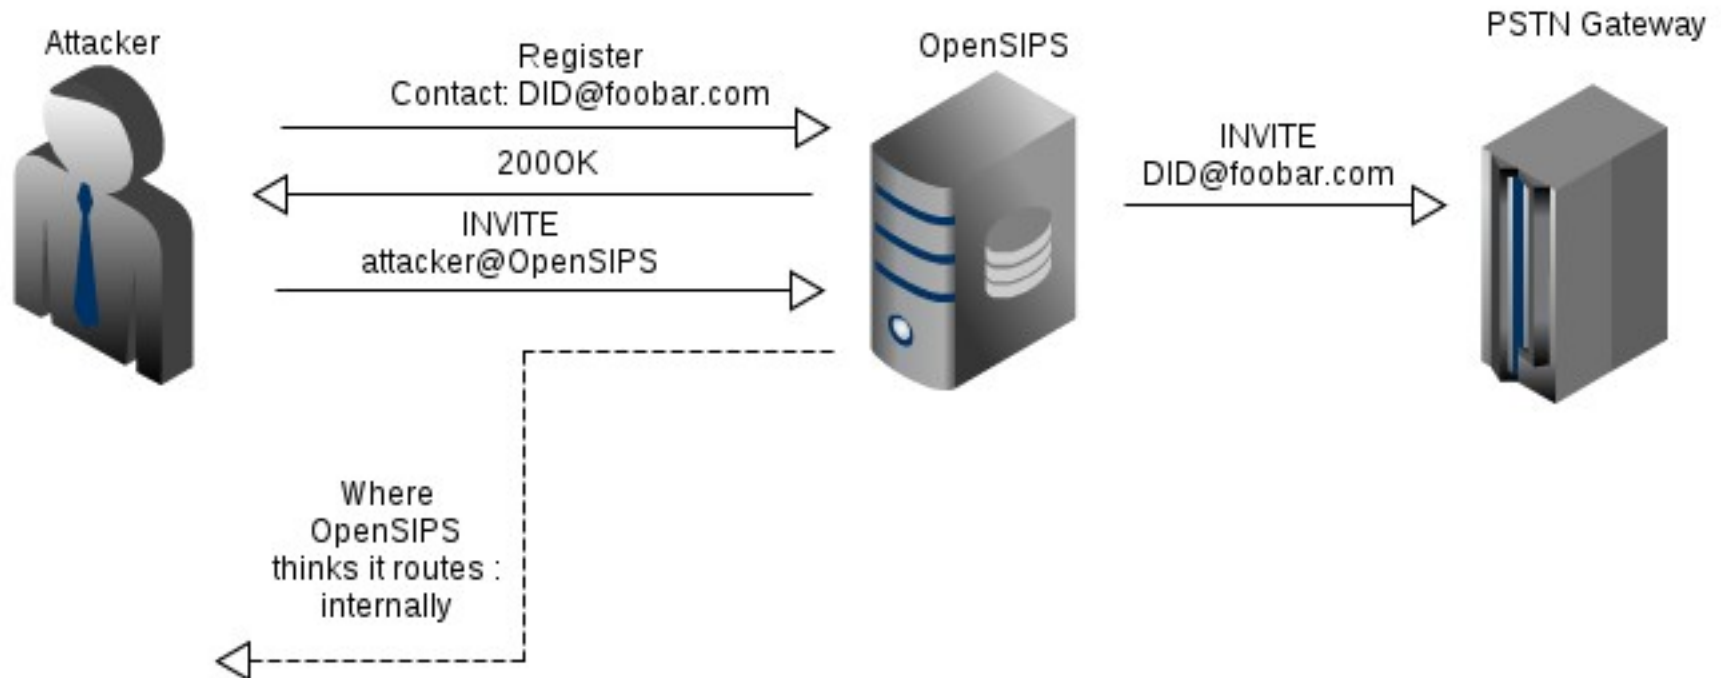 Attacker
Register
Contact: DID@foobar.com
200OK
INVITE
attacker@OpenSIPS
OpenSIPS
INVITE
DID@foobar.com
PSTN Gateway
Where
OpenSIPS
thinks it routes :
internally